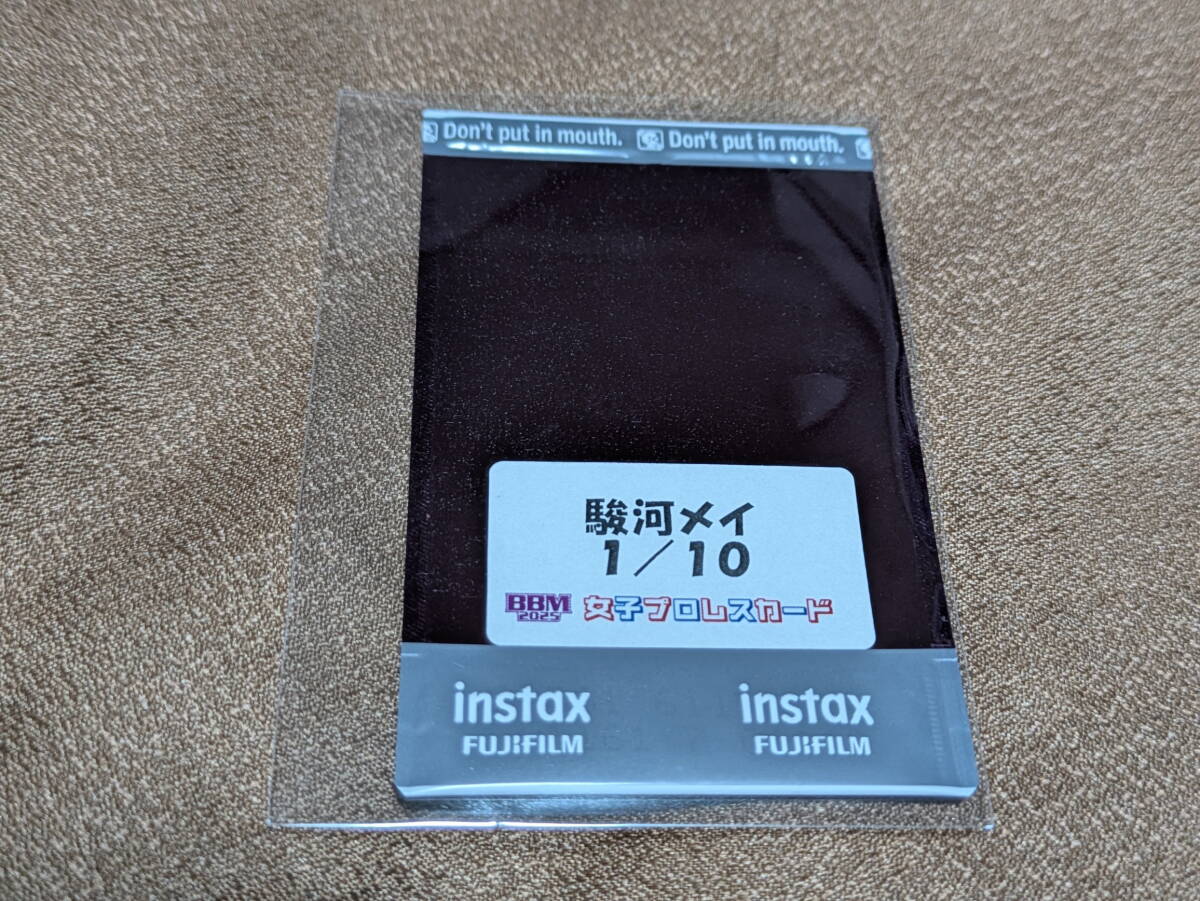 Don't put in mouth. Don't put in mouth.
駿河メイ
1／10
BBM 2025 女子プロレスカード
instax instax
FUJIFILM FUJIFILM